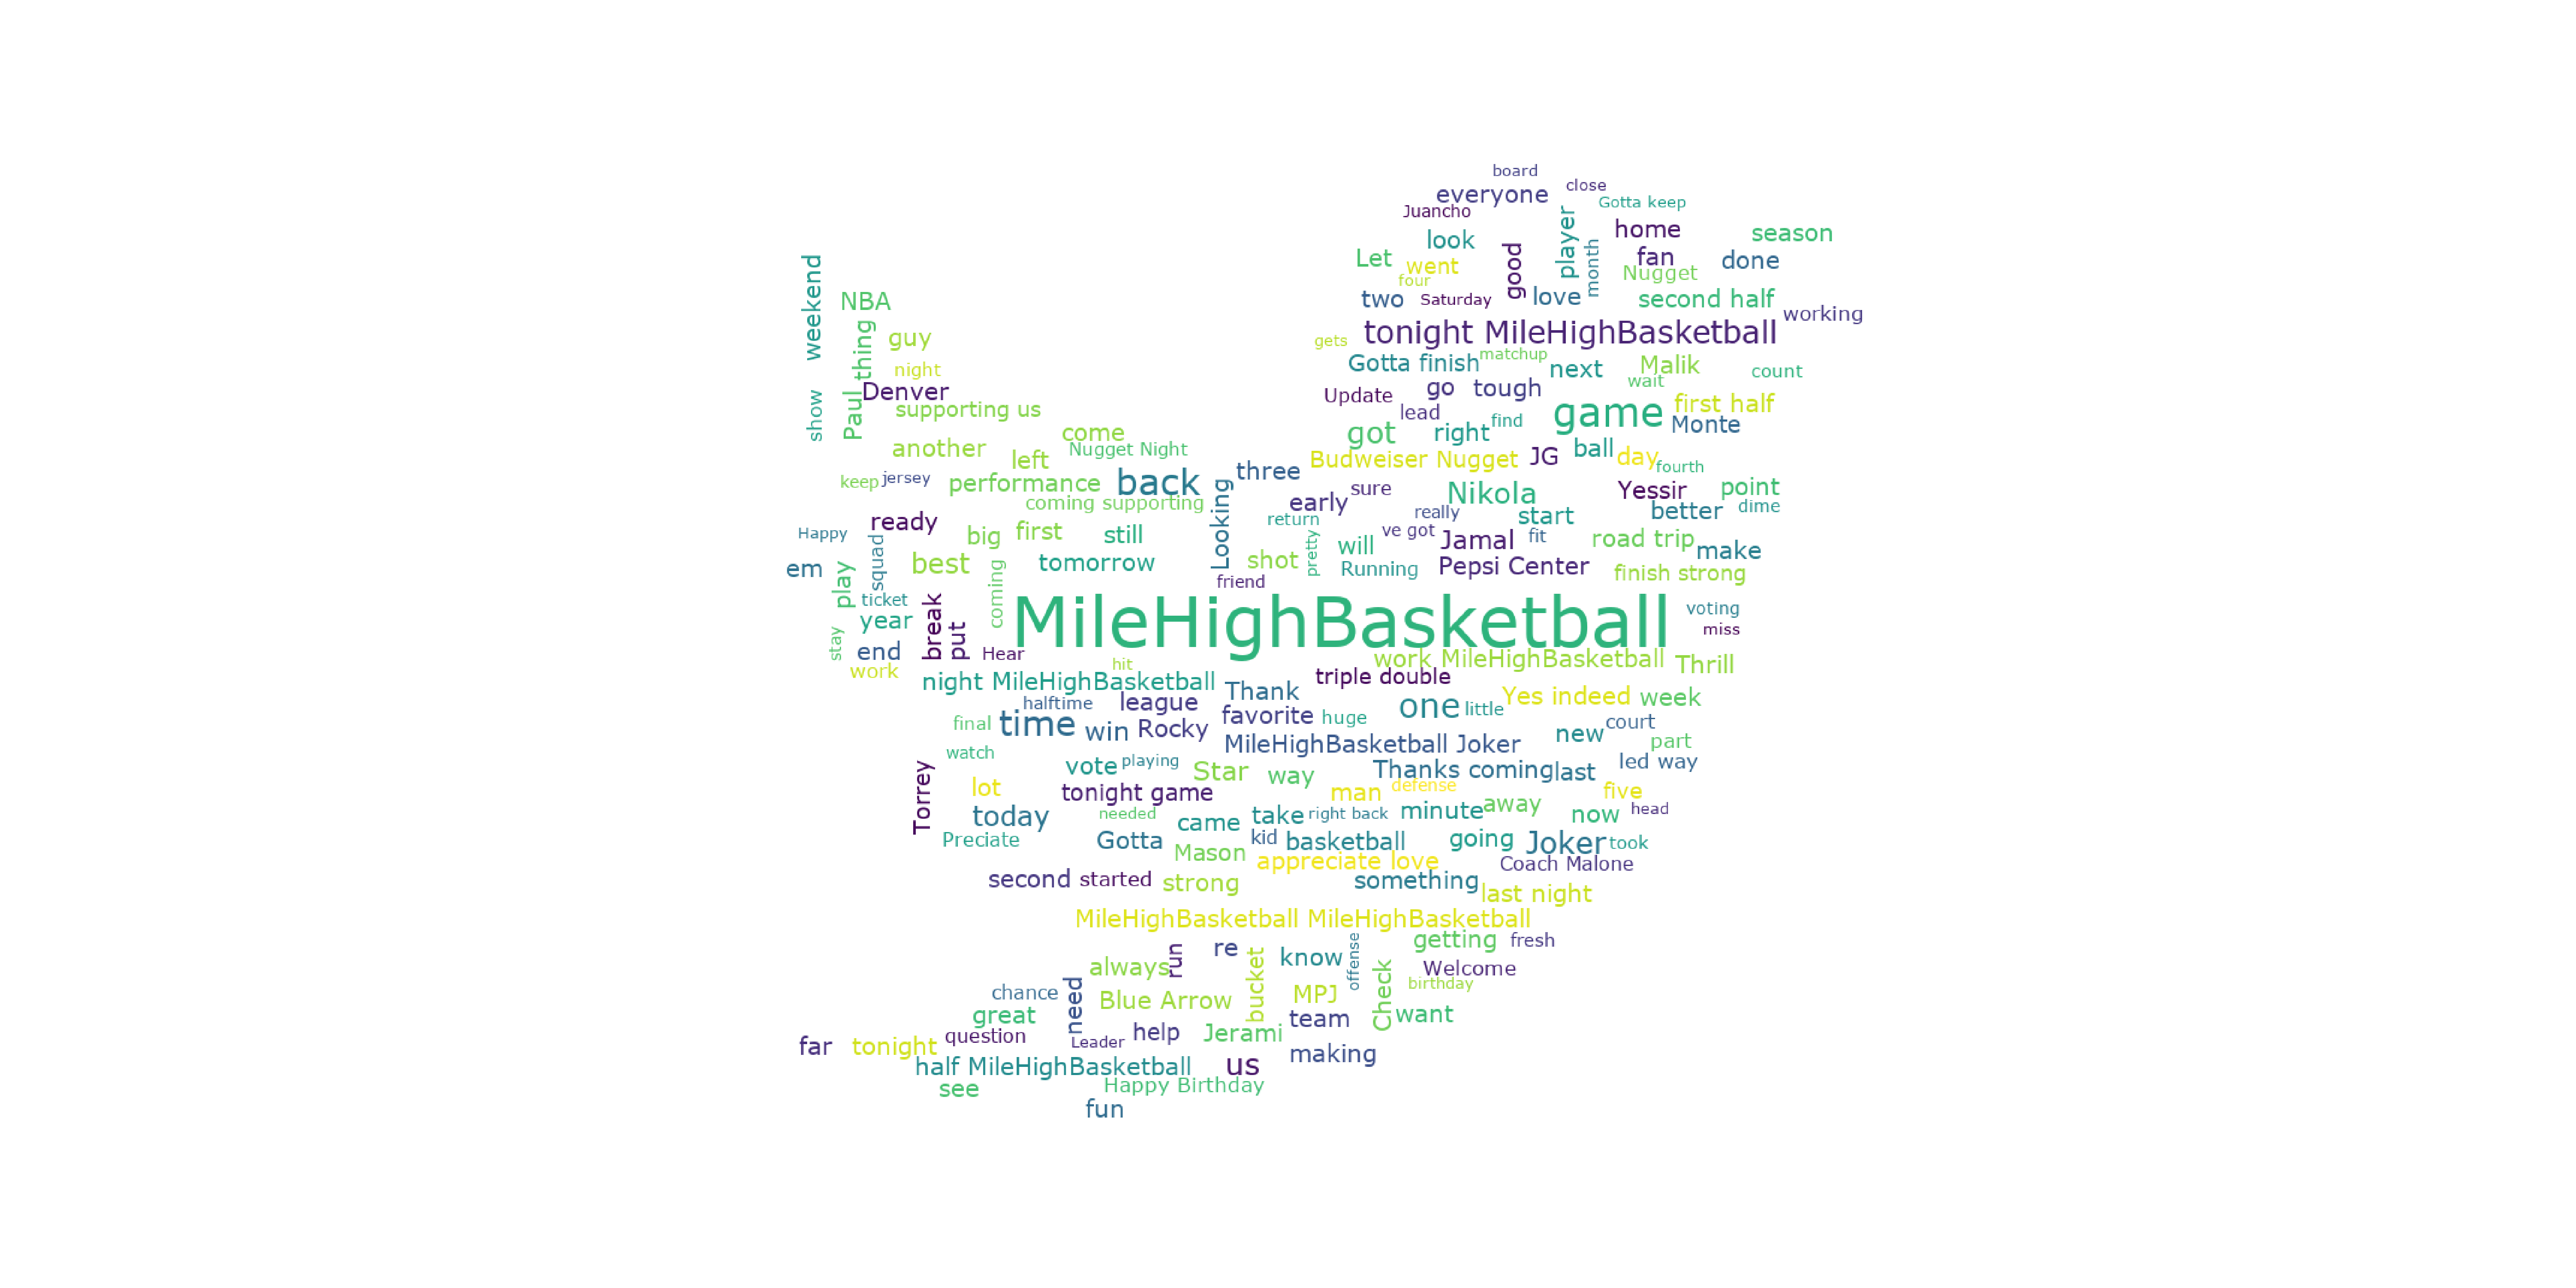 board
everyone
close
Gotta keep
Juancho
player
home
season
look
good
month
fan
done
Let
went
Nugget
four
weekend
NBA
two
Saturday
love
second half
working
thing
guy
gets
tonight MileHighBasketball
night
Gotta finish
matchup
next
Malik
count
wait
Denver
show
Paul
supporting us
Update
go
tough
lead
find
game
first half
Monte
come
got
right
another
left
Nugget Night
Budweiser Nugget
JG
ball
day
fourth
keep
jersey
performance
back
three
Looking
coming supporting
early
sure
Nikola
Yessir
point
ready
return
really
start
better
dime
Happy
squad
big
first
still
ve got
Jamal
fit
road trip
make
em
play
best
tomorrow
shot
pretty
will
Running
Pepsi Center
finish strong
coming
friend
ticket
year
break
put
MileHighBasketball
voting
miss
stay
end
Hear
work
hit
work MileHighBasketball
Thrill
night MileHighBasketball
Thank
triple double
halftime
league
favorite
huge
one
little
Yes indeed
week
final
time
win
Rocky
MileHighBasketball Joker
new
court
part
watch
vote
playing
Star
way
Thanks coming
last
led way
Torrey
lot
tonight game
man
defense
five
today
needed
came
take
right back
minute
away
now
head
Preciate
Gotta
kid
basketball
going
Joker
took
Mason
appreciate love
Coach Malone
second
started
strong
something
last night
MileHighBasketball MileHighBasketball
getting
fresh
always
run
re
bucket
know
offense
Check
Welcome
chance
need
Blue Arrow
MPJ
birthday
great
team
want
far
tonight
question
Leader
help
Jerami
making
half MileHighBasketball
us
see
Happy Birthday
fun